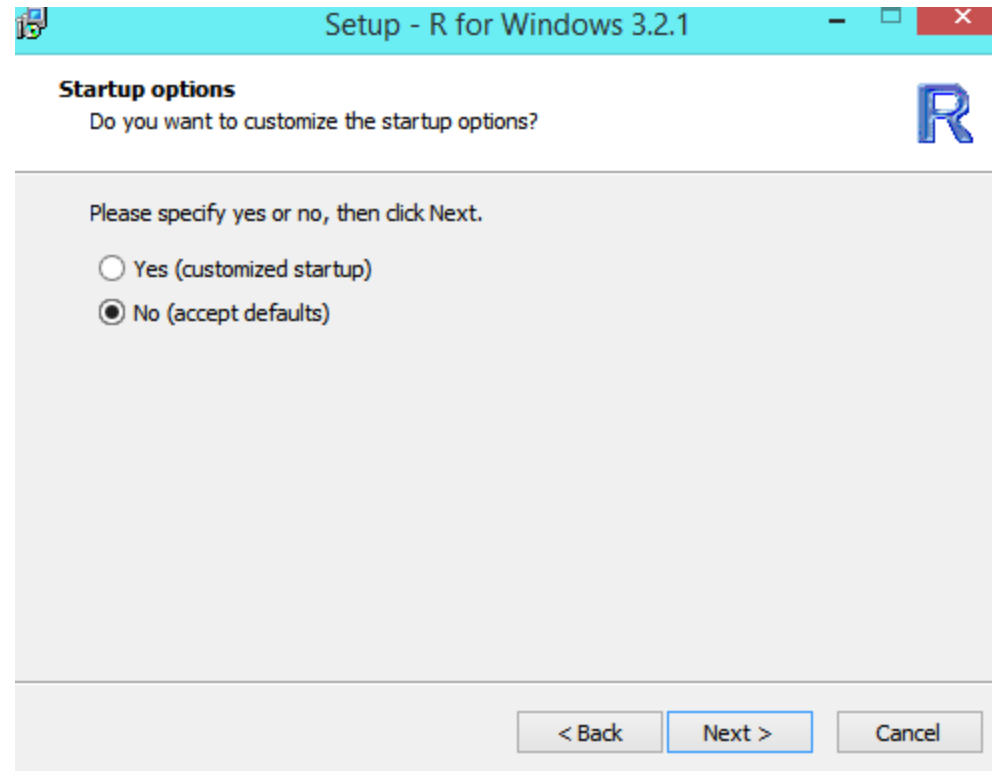 Setup - R for Windows 3.2.1
Startup options
Do you want to customize the startup options?
R
Please specify yes or no, then click Next.
Yes (customized startup)
No (accept defaults)
< Back Next > Cancel